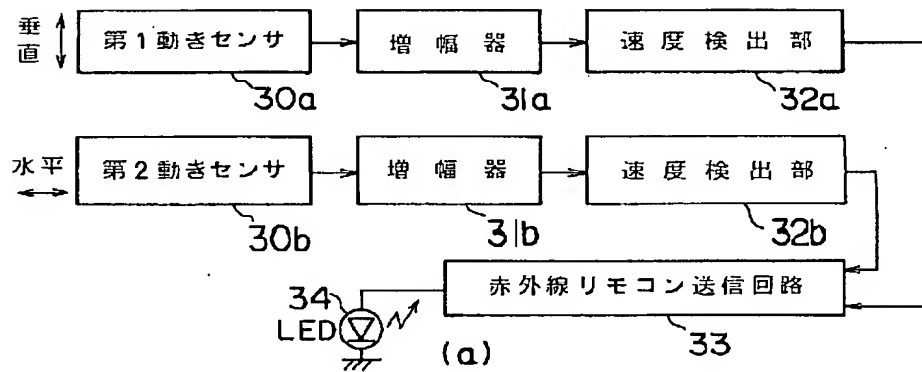 垂直
第1動きセンサ
増幅器
速度検出部
30a
31a
32a
水平
第2動きセンサ
増幅器
速度検出部
30b
31b
32b
赤外線リモコン送信回路
34
LED
33
(a)